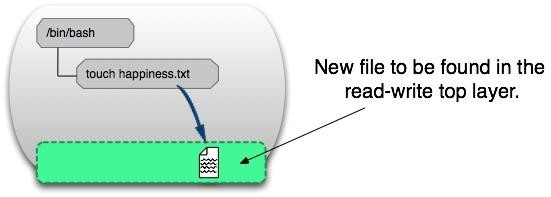 /bin/bash
touch happiness.txt
New file to be found in the
read-write top layer.